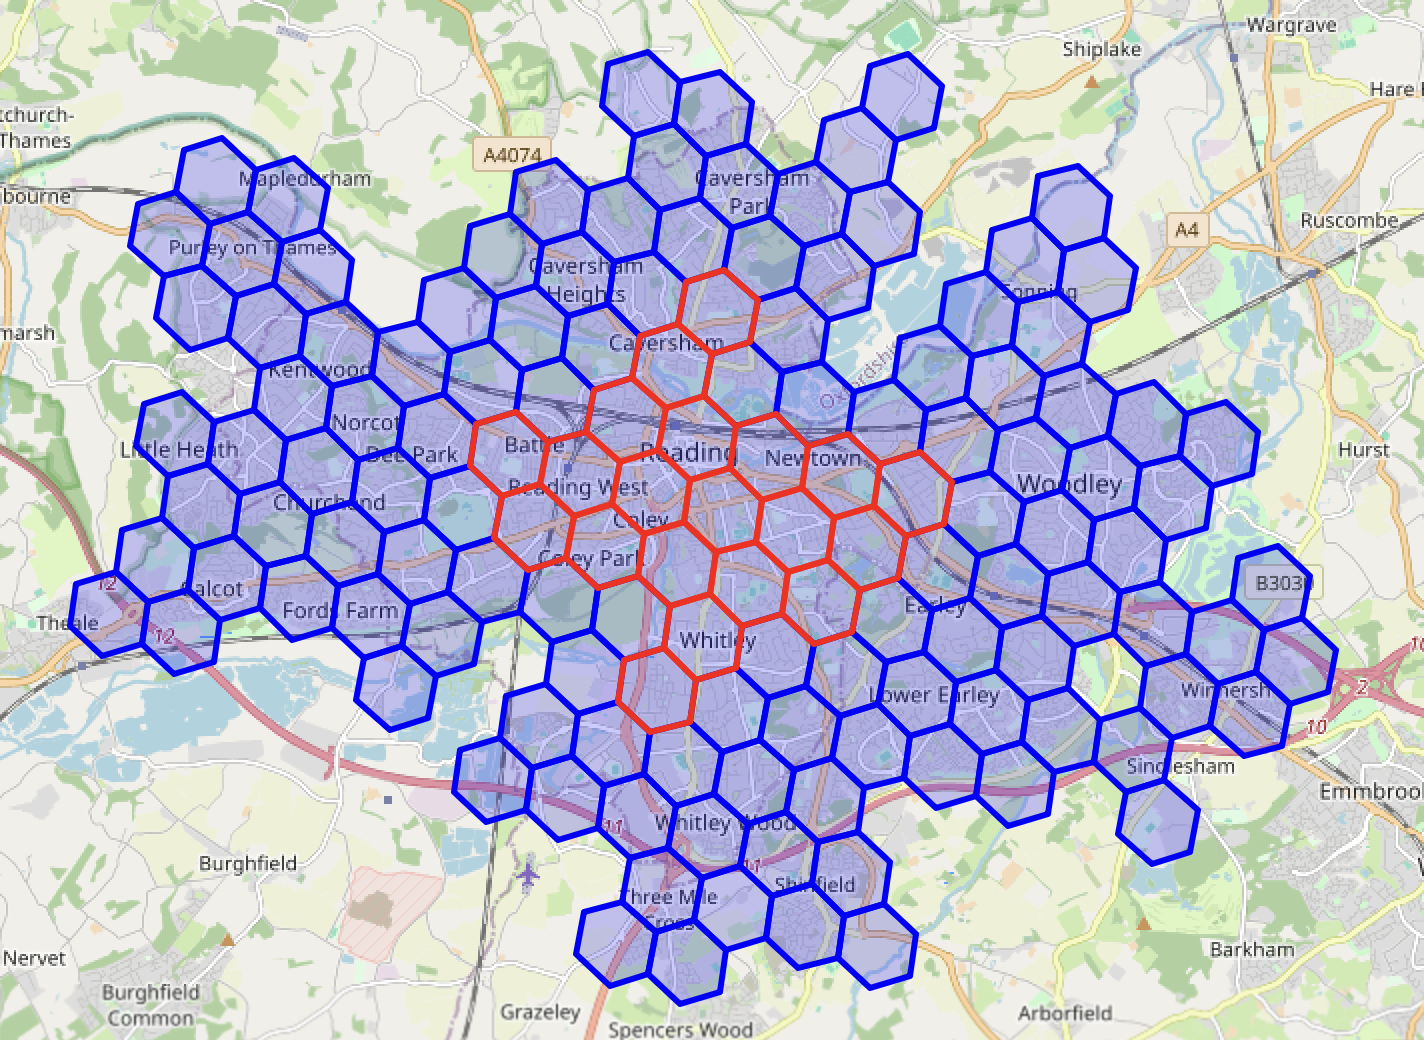 Wargrave
Shiplake
Hare
tchurch-
Thames
A4074
Mapledurham
Caversham
Park
bourne
Ruscombe
A4
Purley on Thames
Caversham
Heights
Sonning
marsh
Caversham
Kentwood
Norcot
Little Heath
Dee Park
Battle
Reading
Newtown
Hurst
Reading West
Woodley
Churchend
Coley
Coley Park
12
Calcot
B3030
Theale
12
Fords Farm
Earley
Whitley
10
Lower Earley
Winnersh
2
10
Sindlesham
Emmbrook
11
Whitley Wood
Burghfield
11
Shinfield
Three Mile
Cross
Nervet
Barkham
Burghfield
Common
Grazeley
Spencers Wood
Arborfield